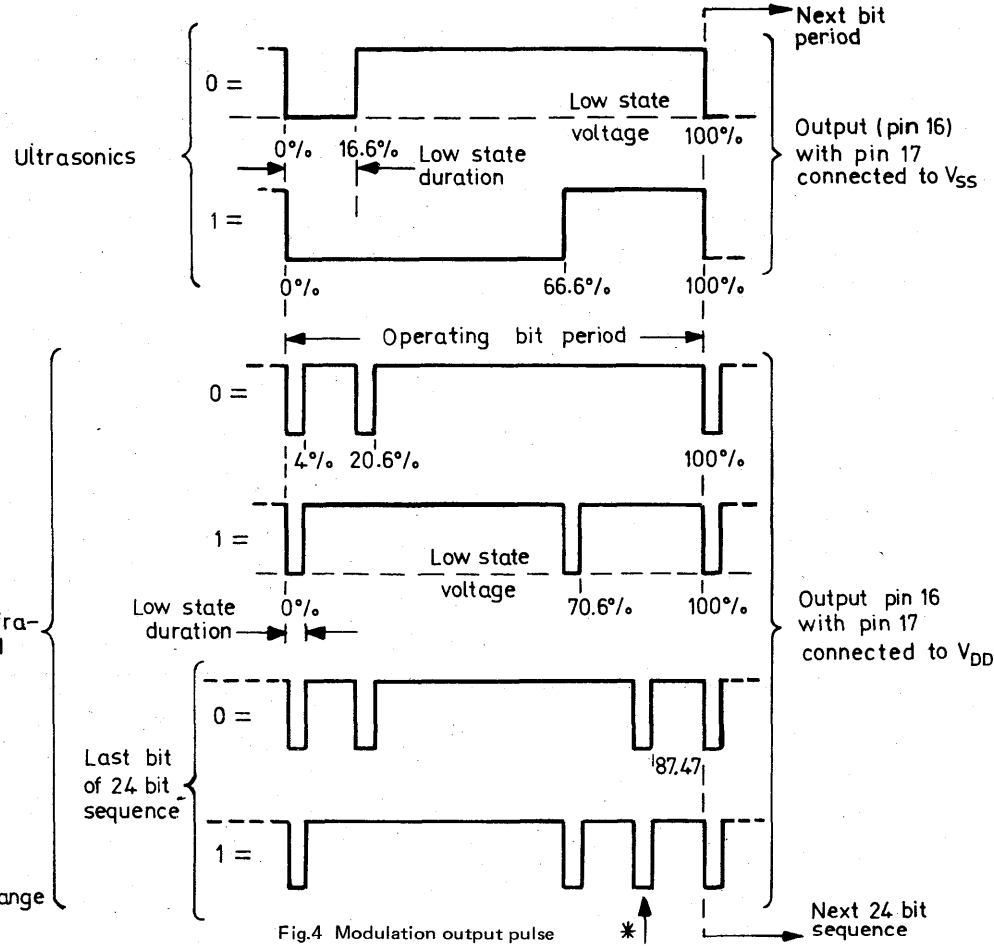 Next bit
period
0 =
Low state
voltage
0% 16.6% 100%
Low state
duration
Ultrasonics
Output (pin 16)
with pin 17
connected to VSS
1 =
0% 66.6% 100%
Operating bit period
0 =
4% 20.6% 100%
1 =
Low state
voltage
0% 70.6% 100%
Low state
duration
fra-
Output pin 16
with pin 17
connected to VDD
0 =
87.47
Last bit
of 24 bit
sequence
1 =
ange
Fig.4 Modulation output pulse
*
Next 24 bit
sequence